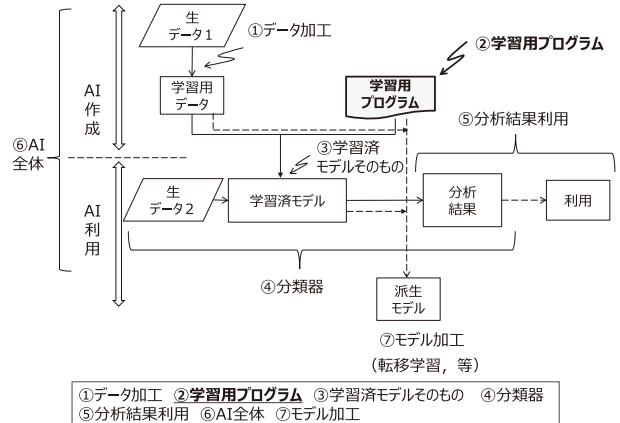 生
データ1
①データ加工
②学習用プログラム
学習用
データ
学習用
プログラム
AI
作
成
⑥AI
全体
⑤分析結果利用
③学習済
モデルそのもの
AI
利
用
生
データ2
学習済モデル
分析
結果
利用
④分類器
派生
モデル
⑦モデル加工
(転移学習,等)
①データ加工 ②学習用プログラム ③学習済モデルそのもの ④分類器
⑤分析結果利用 ⑥AI全体 ⑦モデル加工